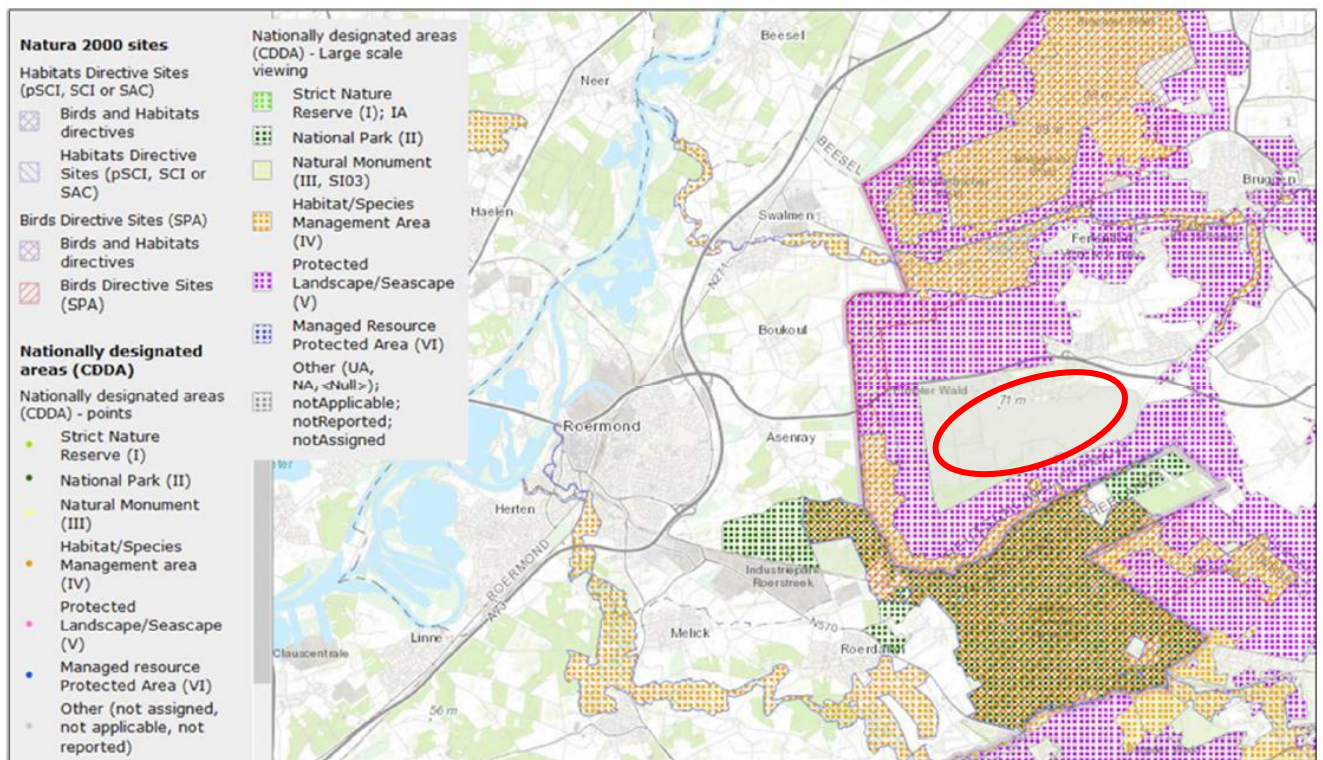 Natura 2000 sites
Habitats Directive Sites
(pSCI, SCI or SAC)
Birds and Habitats
directives
Habitats Directive
Sites (pSCI, SCI or
SAC)
Birds Directive Sites (SPA)
Birds and Habitats
directives
Birds Directive Sites
(SPA)
Nationally designated
areas (CDDA)
Nationally designated areas
(CDDA) - points
Strict Nature
Reserve (I)
National Park (II)
Natural Monument
(III)
Habitat/Species
Management area
(IV)
Protected
Landscape/Seascape
(V)
Managed resource
Protected Area (VI)
Other (not assigned,
not applicable, not
reported)
Nationally designated areas
(CDDA) - Large scale
viewing
Strict Nature
Reserve (I); IA
National Park (II)
Natural Monument
(III, SI03)
Habitat/Species
Management Area
(IV)
Protected
Landscape/Seascape
(V)
Managed Resource
Protected Area (VI)
Other (UA,
NA, <Null>);
notApplicable;
notReported;
notAssigned
Beesel
Neer
BEESEL
Brüggen
Haelen
Swalmen
N271
Boukoul
71 m
Roermond
Asenray
Herten
ROERMOND
A73
Industriepark
Roerstreek
N570
Melick
Linne
Clauscentrale
56 m